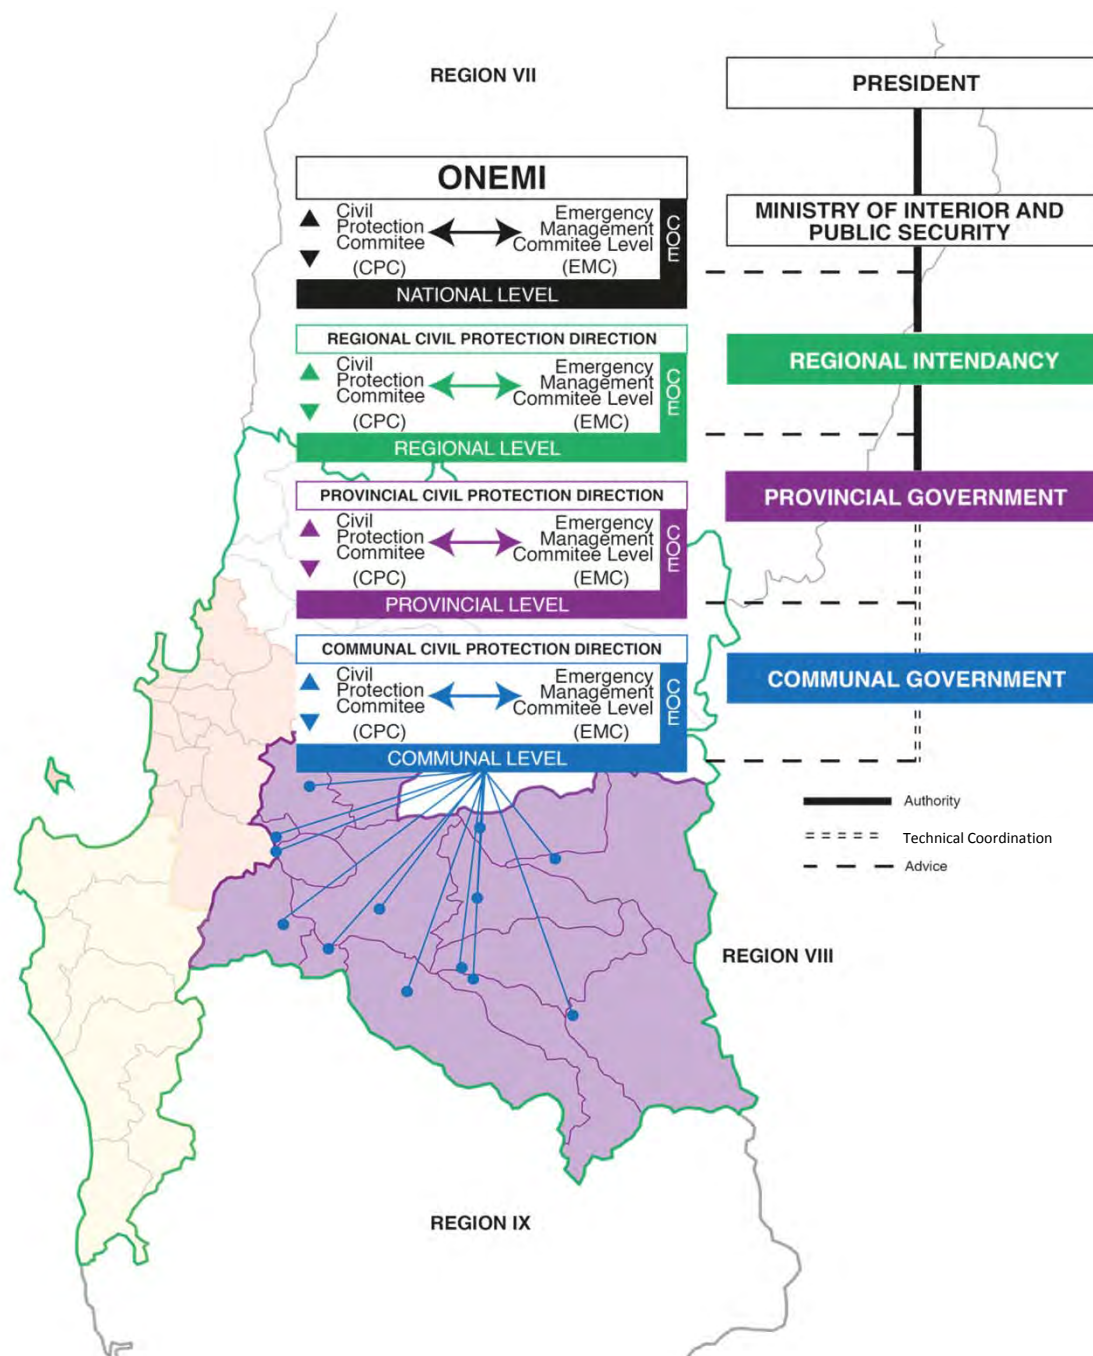 REGION VII
PRESIDENT
ONEMI
Civil
Protection
Commitee
(CPC)
Emergency
Management
Commitee Level
(EMC)
COE
NATIONAL LEVEL
MINISTRY OF INTERIOR AND
PUBLIC SECURITY
REGIONAL CIVIL PROTECTION DIRECTION
Civil
Protection
Commitee
(CPC)
Emergency
Management
Commitee Level
(EMC)
COE
REGIONAL LEVEL
REGIONAL INTENDANCY
PROVINCIAL CIVIL PROTECTION DIRECTION
Civil
Protection
Commitee
(CPC)
Emergency
Management
Commitee Level
(EMC)
COE
PROVINCIAL LEVEL
PROVINCIAL GOVERNMENT
COMMUNAL CIVIL PROTECTION DIRECTION
Civil
Protection
Commitee
(CPC)
Emergency
Management
Commitee Level
(EMC)
COE
COMMUNAL LEVEL
COMMUNAL GOVERNMENT
Authority
Technical Coordination
Advice
REGION VIII
REGION IX